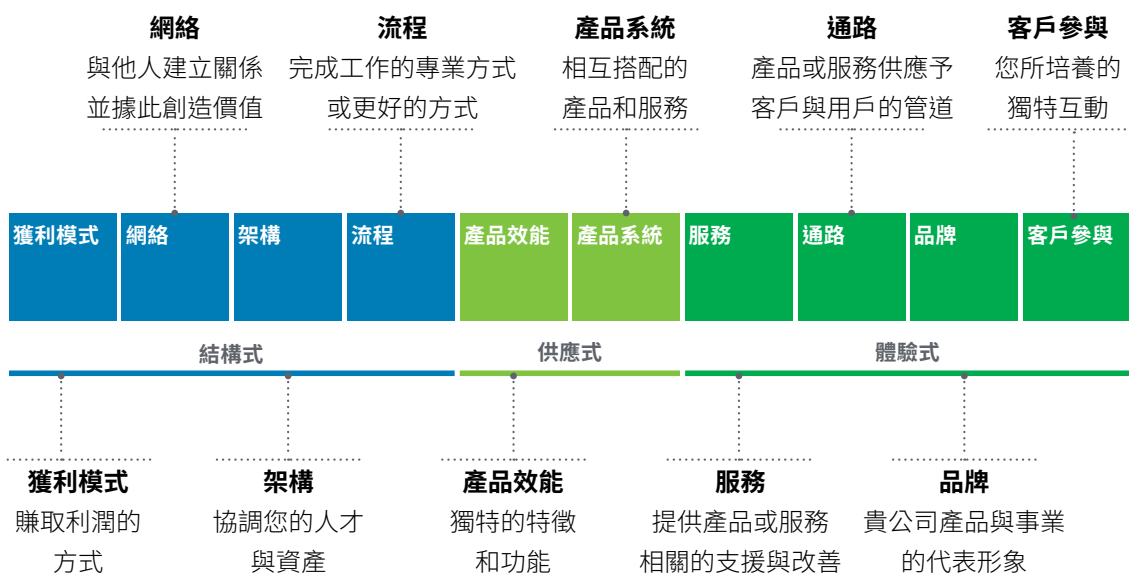 網絡
與他人建立關係
並據此創造價值
流程
完成工作的專業方式
或更好的方式
產品系統
相互搭配的
產品和服務
通路
產品或服務供應予
客戶與用戶的管道
客戶參與
您所培養的
獨特互動
獲利模式
網絡
架構
流程
產品效能
產品系統
服務
通路
品牌
客戶參與
結構式
供應式
體驗式
獲利模式
賺取利潤的
方式
架構
協調您的人才
與資產
產品效能
獨特的特徵
和功能
服務
提供產品或服務
相關的支援與改善
品牌
貴公司產品與事業
的代表形象